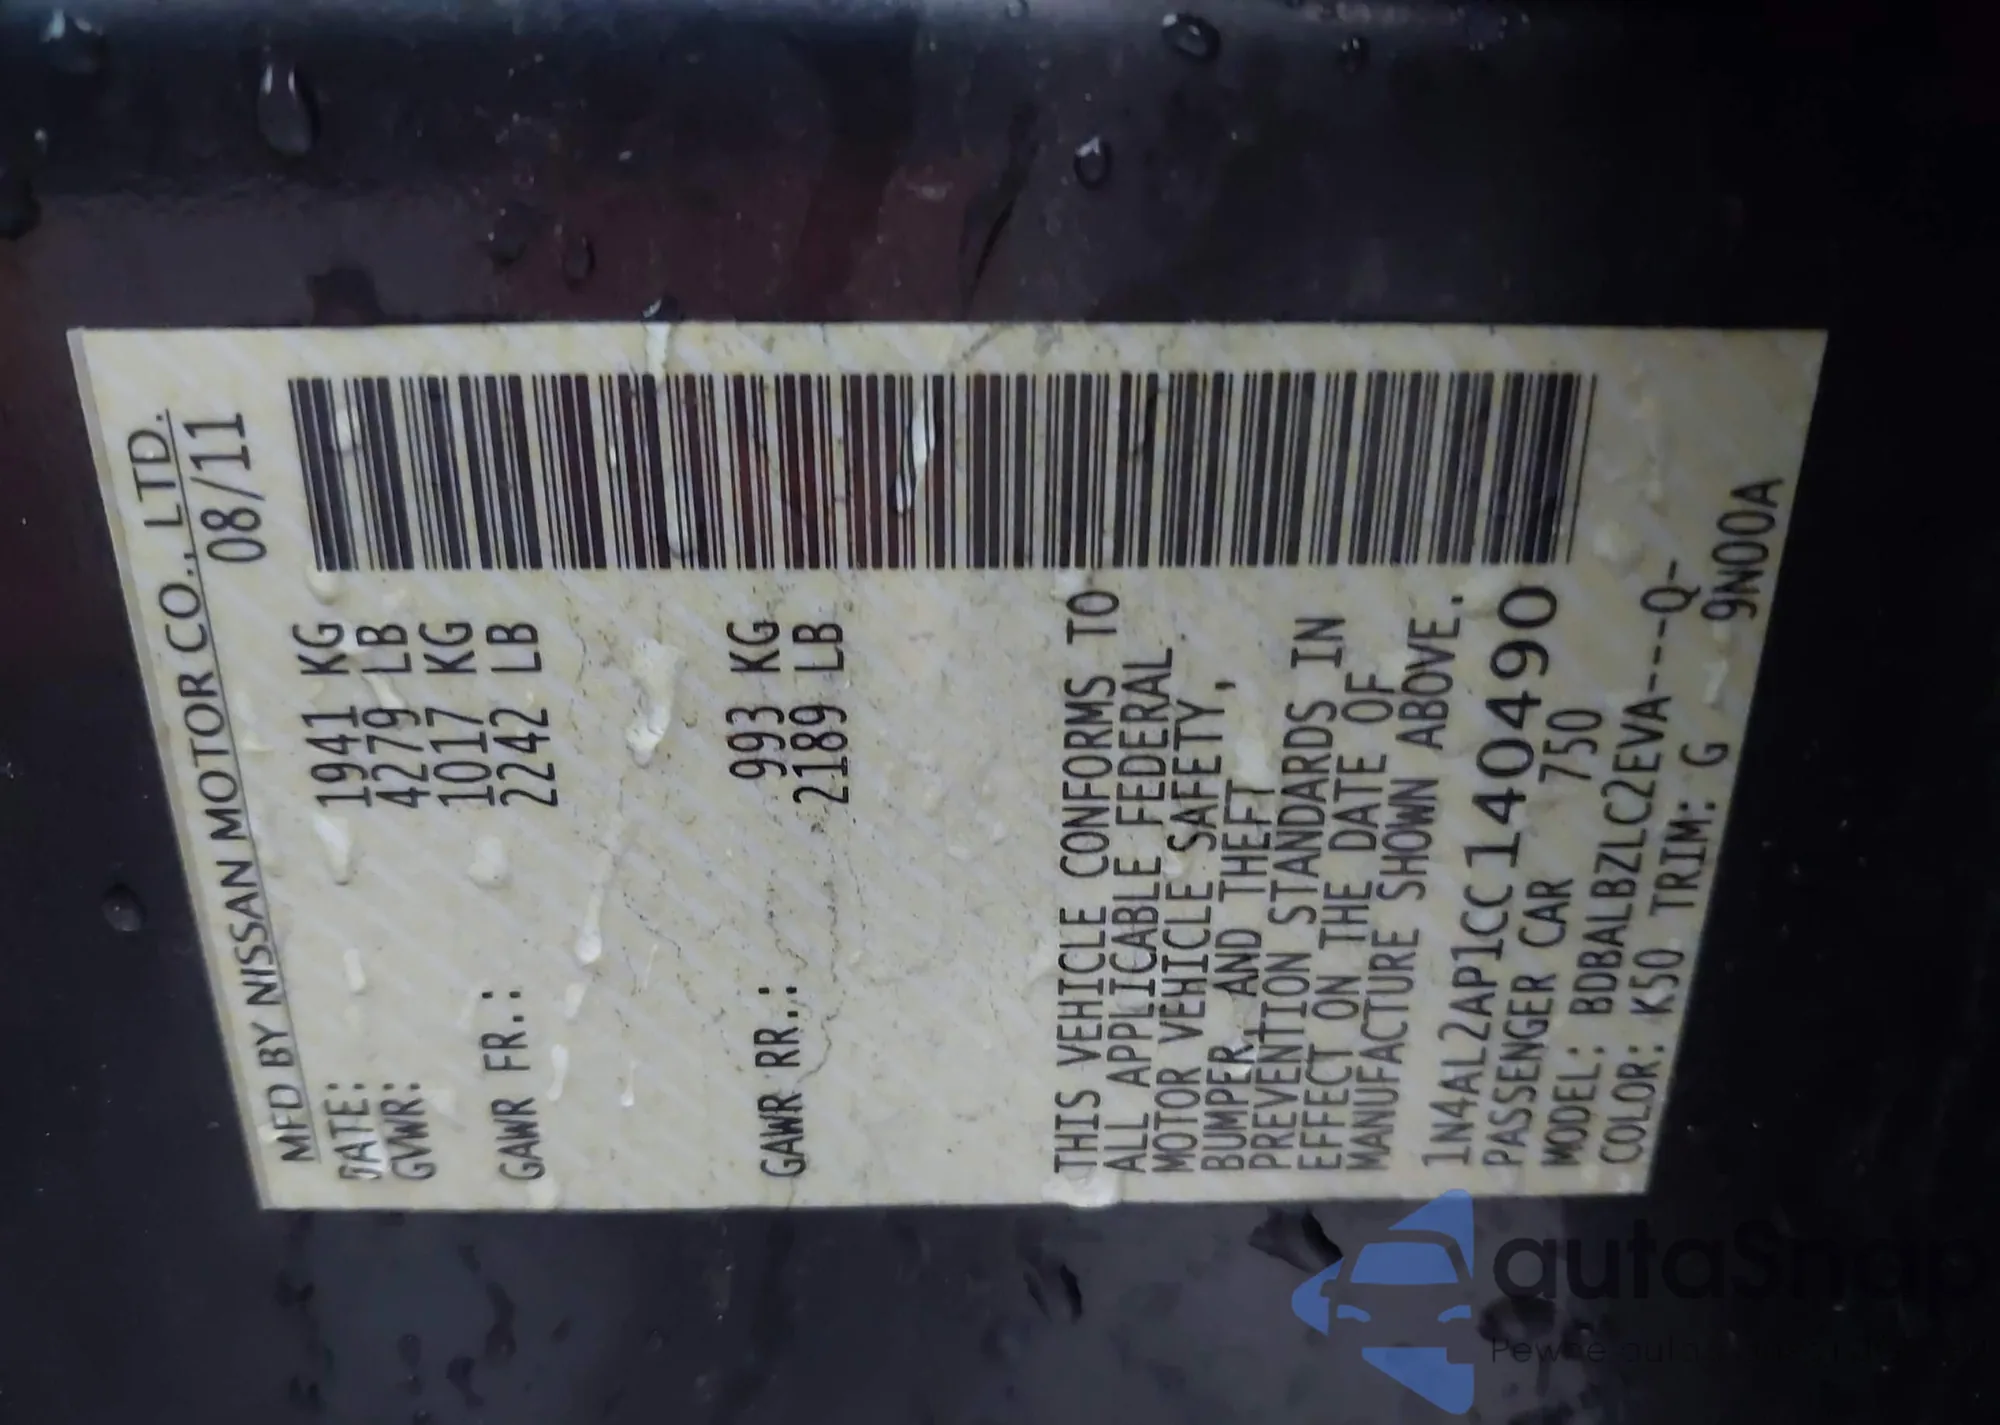 MFD BY NISSAN MOTOR CO., LTD.
DATE: 08/11
GVWR: 1941 KG
4279 LB
GAWR FR.: 1017 KG
2242 LB
GAWR RR.: 993 KG
2189 LB
THIS VEHICLE CONFORMS TO
ALL APPLICABLE FEDERAL
MOTOR VEHICLE SAFETY,
BUMPER, AND THEFT
PREVENTION STANDARDS IN
EFFECT ON THE DATE OF
MANUFACTURE SHOWN ABOVE.
1N4AL2AP1CC140490
PASSENGER CAR 750
MODEL: BDBALBZLC2EVA----Q-
COLOR: K50 TRIM: G 9N00A
autaSnap